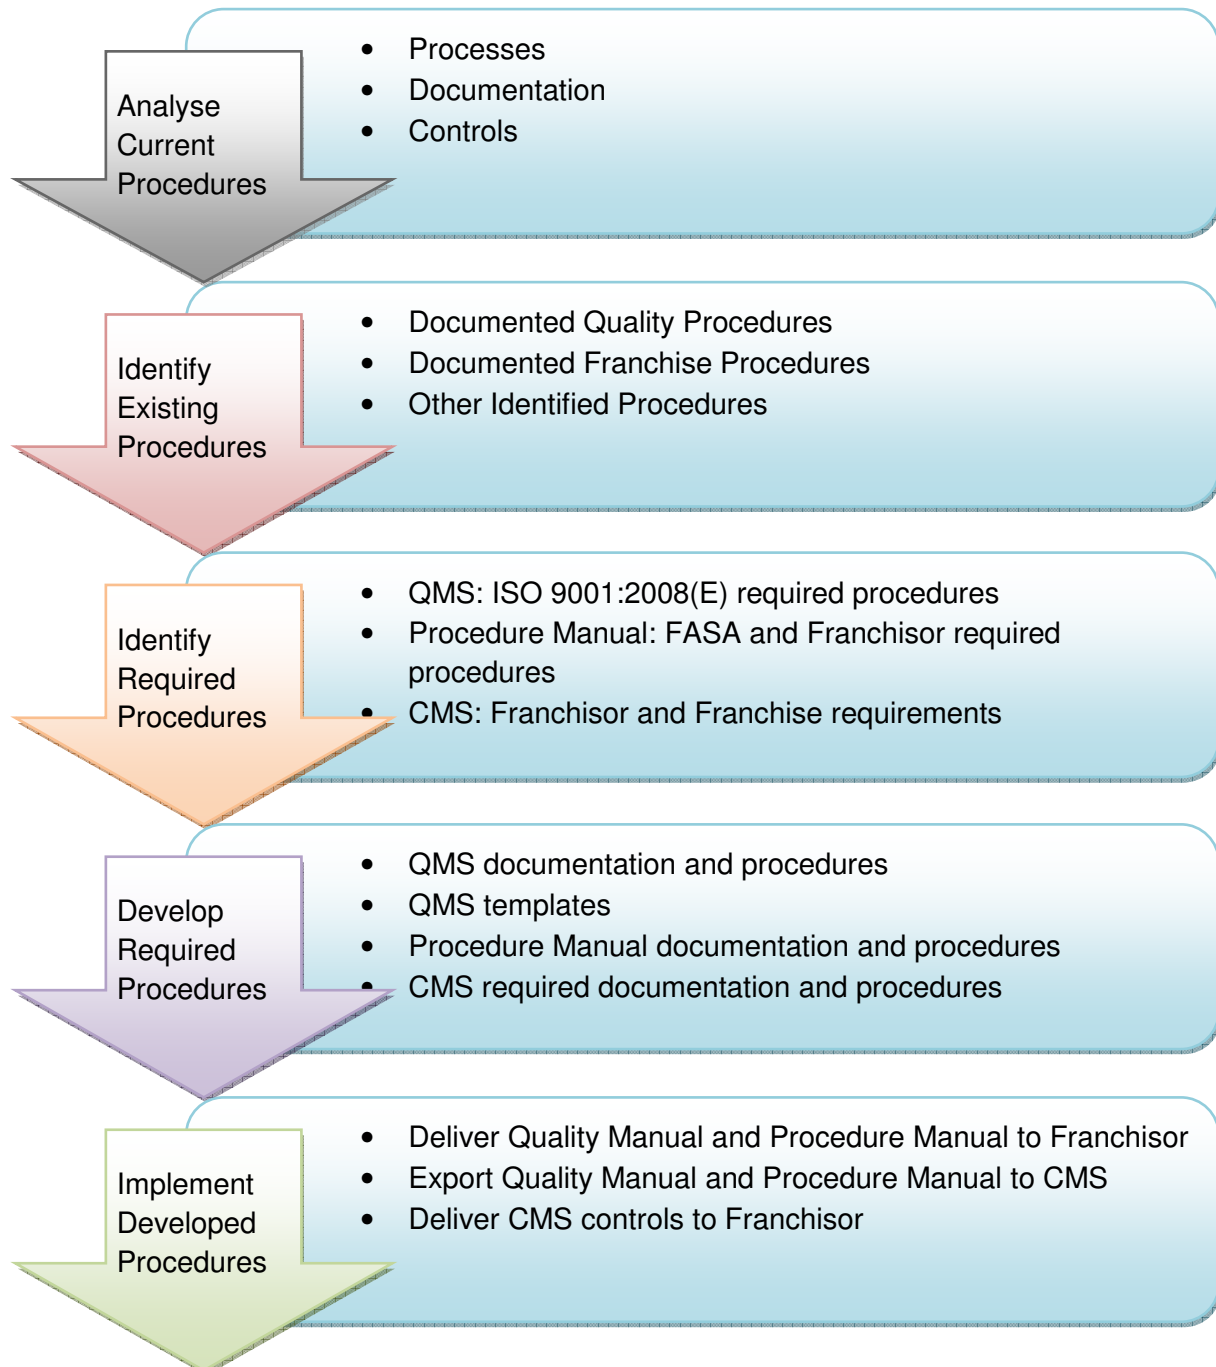 Analyse
Current
Procedures
• Processes
• Documentation
• Controls
Identify
Existing
Procedures
• Documented Quality Procedures
• Documented Franchise Procedures
• Other Identified Procedures
Identify
Required
Procedures
• QMS: ISO 9001:2008(E) required procedures
• Procedure Manual: FASA and Franchisor required
procedures
• CMS: Franchisor and Franchise requirements
Develop
Required
Procedures
• QMS documentation and procedures
• QMS templates
• Procedure Manual documentation and procedures
• CMS required documentation and procedures
Implement
Developed
Procedures
• Deliver Quality Manual and Procedure Manual to Franchisor
• Export Quality Manual and Procedure Manual to CMS
• Deliver CMS controls to Franchisor